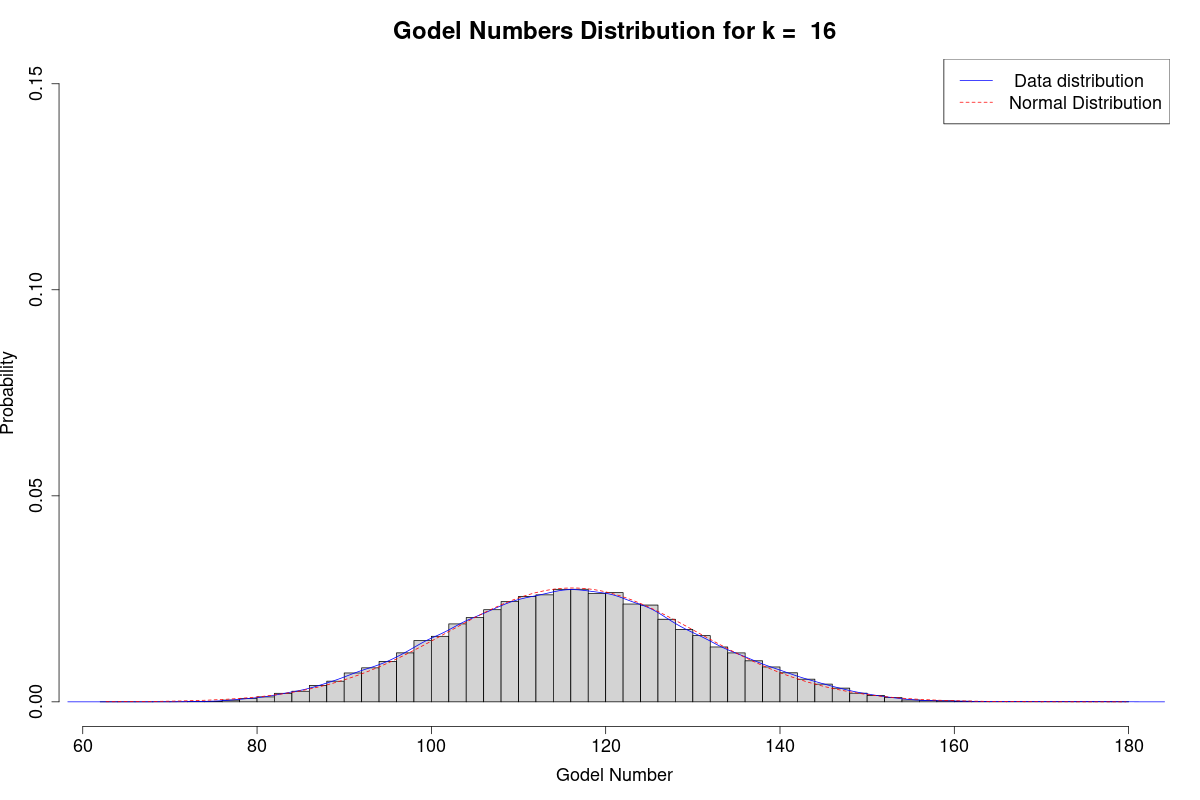 Godel Numbers Distribution for k =  16
Data distribution
Normal Distribution
0.15
0.10
0.05
0.00
Probability
60 80 100 120 140 160 180
Godel Number